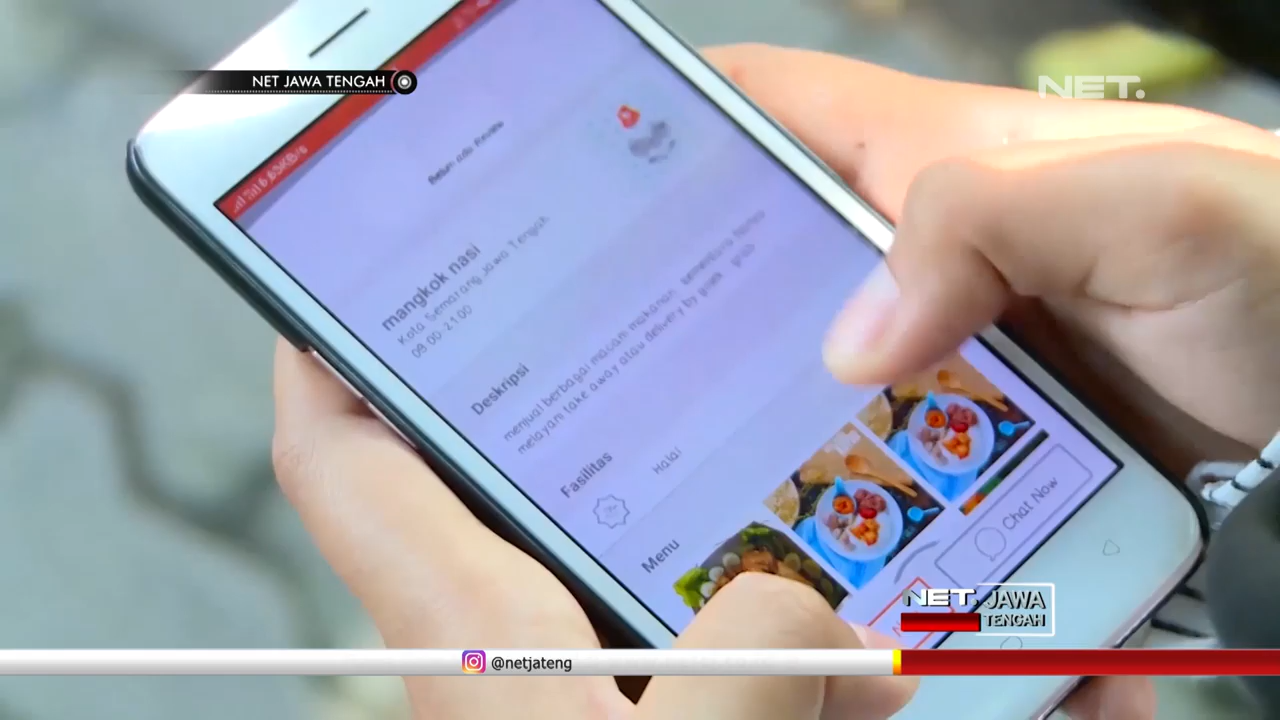 NET JAWA TENGAH
NET.
6.63KB/s
Belum ada Review
mangkok nasi
Kota Semarang, Jawa Tengah
09:00-21:00
Deskripsi
menjual berbagai macam makanan, sementara hanya
melayani take away atau delivery by gojek - grab
Fasilitas
Halal
Menu
Chat Now
NET.
JAWA
TENGAH
@netjateng